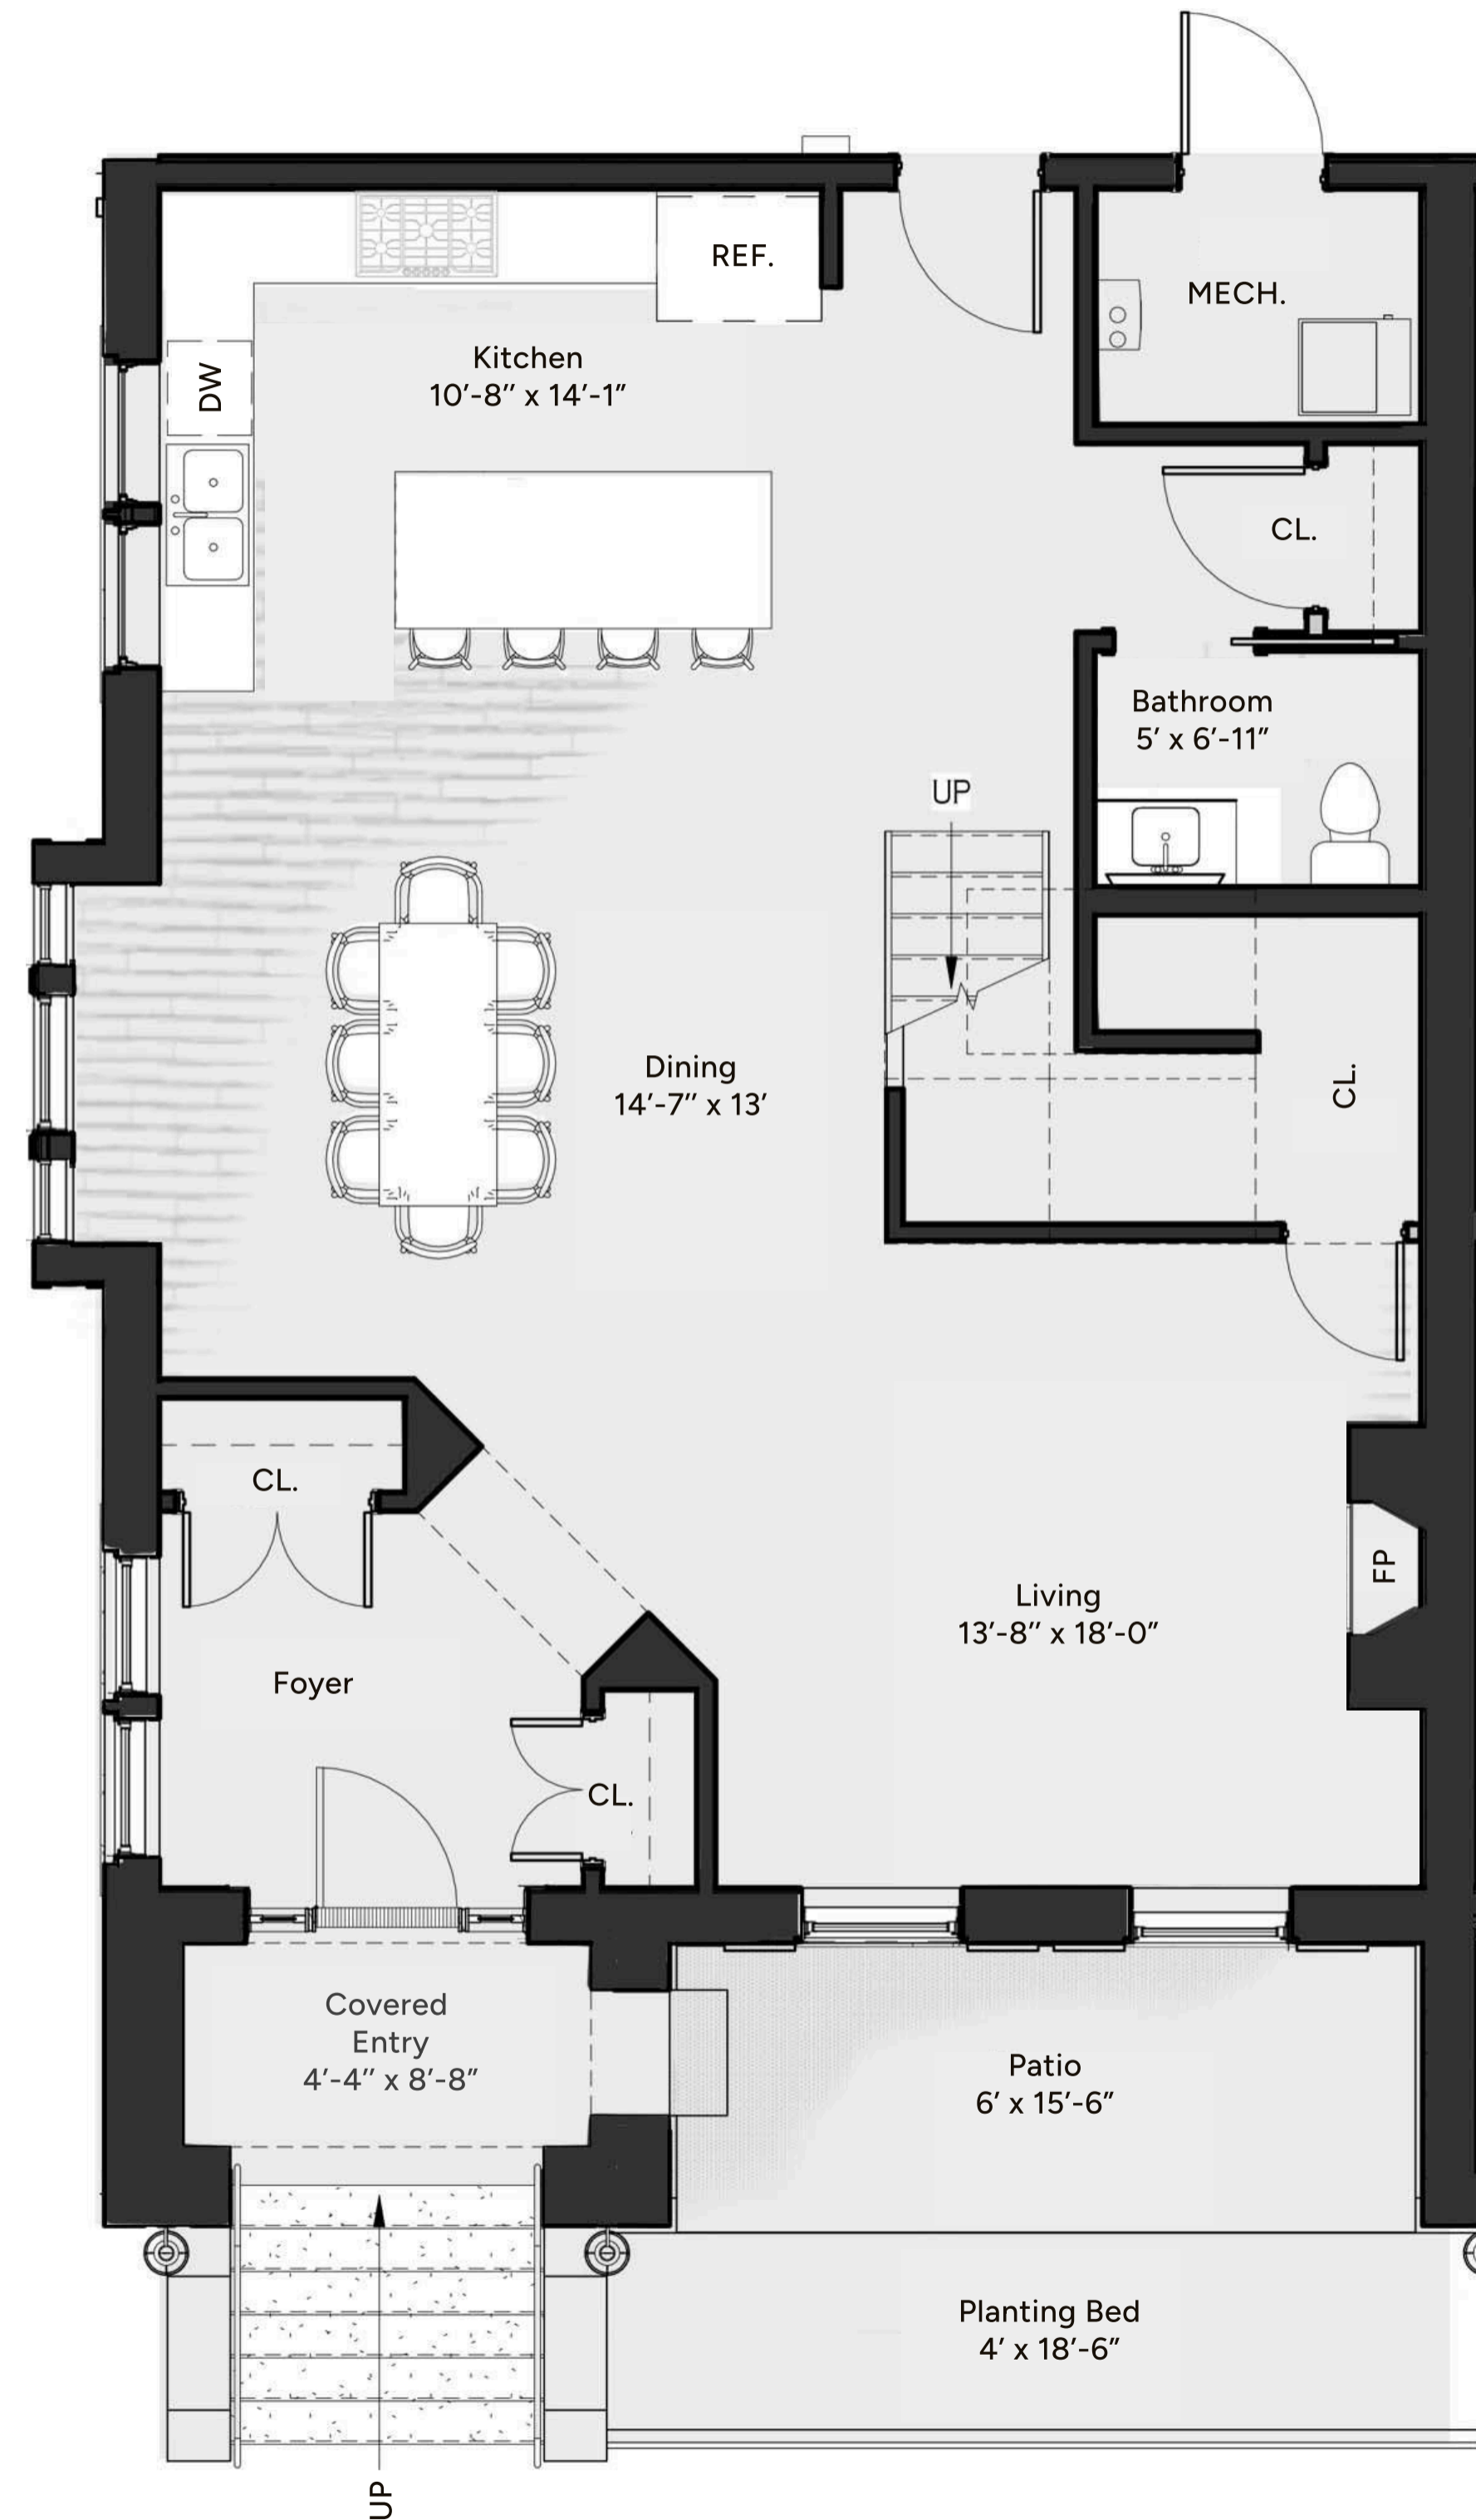 REF.
MECH.
Kitchen
10’-8’’ x 14’-1”
DW
CL.
Bathroom
5’ x 6’-11”
UP
Dining
14’-7’’ x 13’
CL.
CL.
Living
13’-8’’ x 18’-0”
FP
Foyer
CL.
Covered
Entry
4’-4’’ x 8’-8”
Patio
6’ x 15’-6”
Planting Bed
4’ x 18’-6”
UP